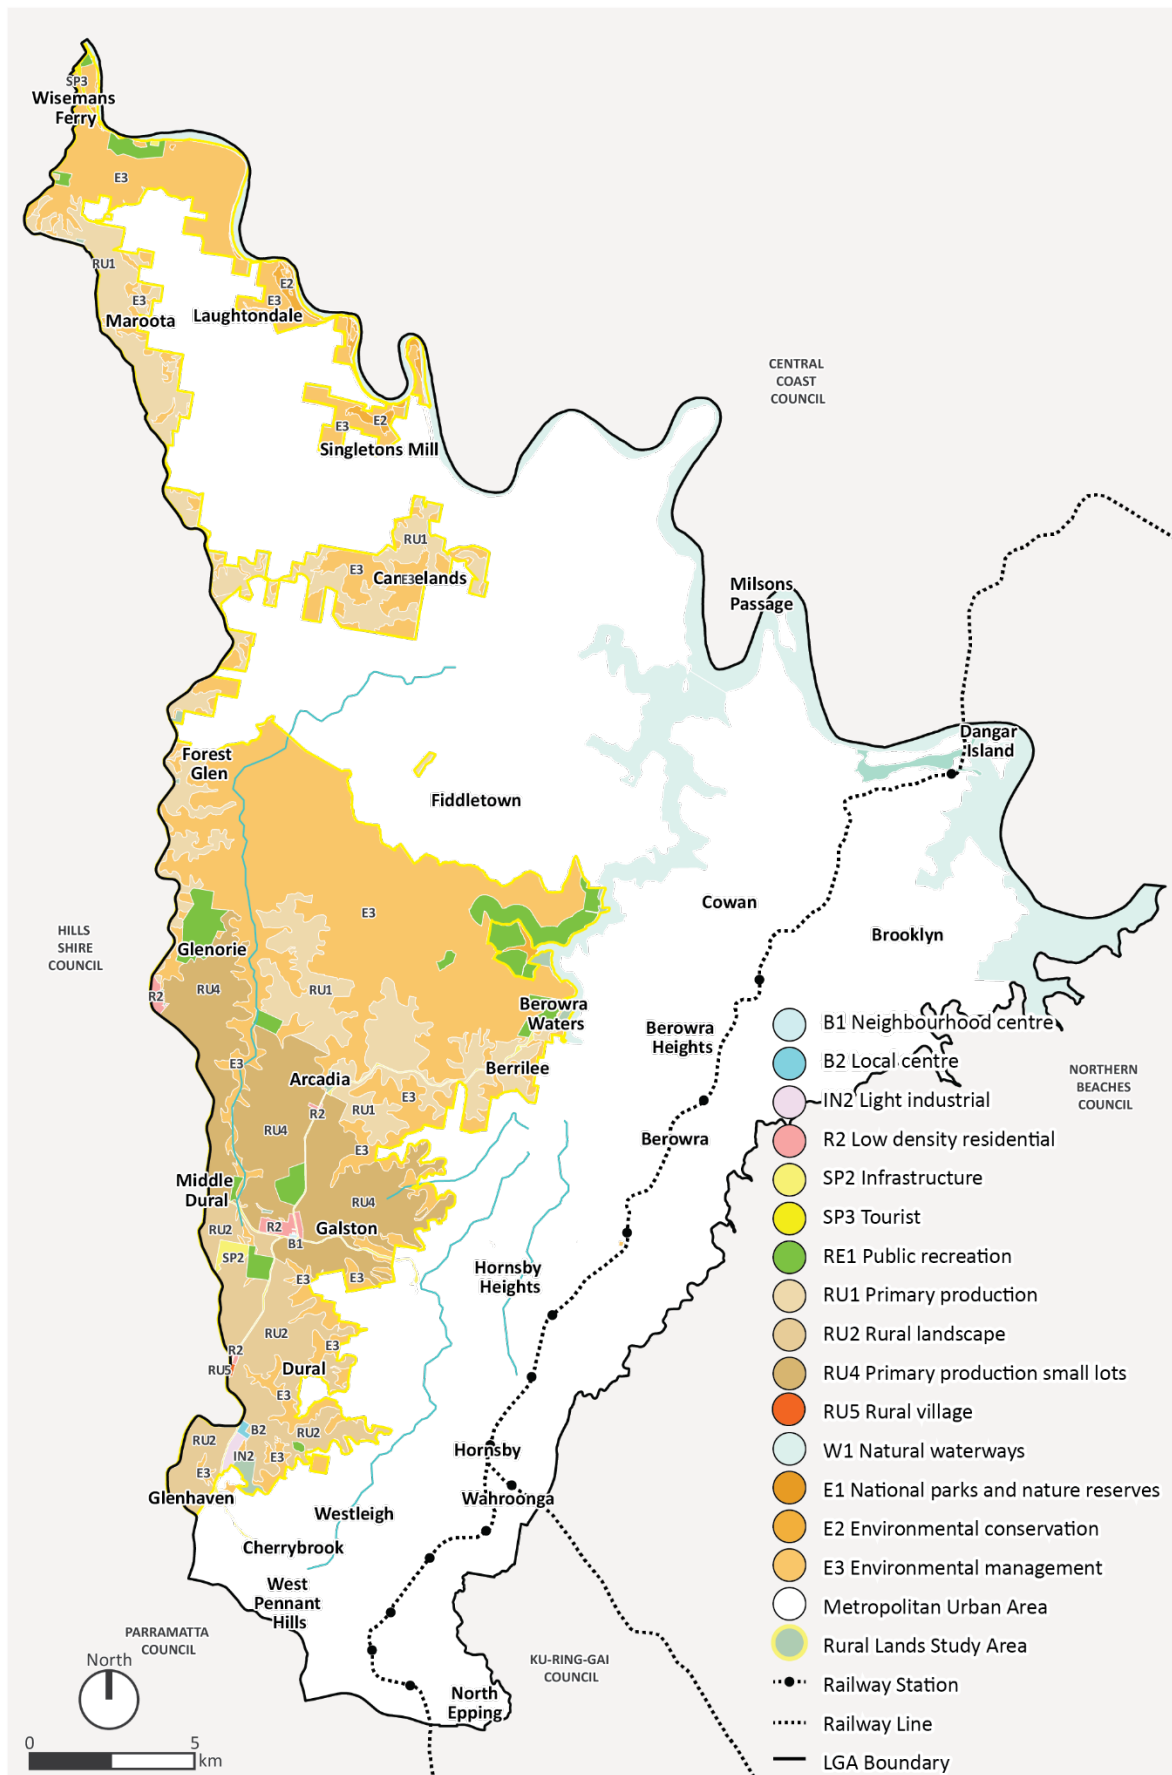 SP3
Wisemans
Ferry
E3
RU1
E3
Maroota
E2
E3
Laughtondale
E2
E3
Singletons Mill
CENTRAL
COAST
COUNCIL
RU1
E3
E3
Milsons
Passage
Dangar
Island
Forest
Glen
Fiddletown
E3
Cowan
Brooklyn
HILLS
SHIRE
COUNCIL
Glenorie
R2
RU4
RU1
Berowra
Waters
Berowra
Heights
E3
Arcadia
Berrilee
E3
R2
RU1
RU4
E3
Berowra
NORTHERN
BEACHES
COUNCIL
Middle
Dural
RU4
RU2
R2
B1
Galston
SP2
E3
E3
Hornsby
Heights
RU2
R2
RU5
E3
Dural
E3
RU2
B2
RU2
IN2
E3
E3
Glenhaven
Hornsby
Wahroonga
Westleigh
Cherrybrook
West
Pennant
Hills
PARRAMATTA
COUNCIL
KU-RING-GAI
COUNCIL
North
Epping
North
0
5
km
B1 Neighbourhood centre
B2 Local centre
IN2 Light industrial
R2 Low density residential
SP2 Infrastructure
SP3 Tourist
RE1 Public recreation
RU1 Primary production
RU2 Rural landscape
RU4 Primary production small lots
RU5 Rural village
W1 Natural waterways
E1 National parks and nature reserves
E2 Environmental conservation
E3 Environmental management
Metropolitan Urban Area
Rural Lands Study Area
Railway Station
Railway Line
LGA Boundary